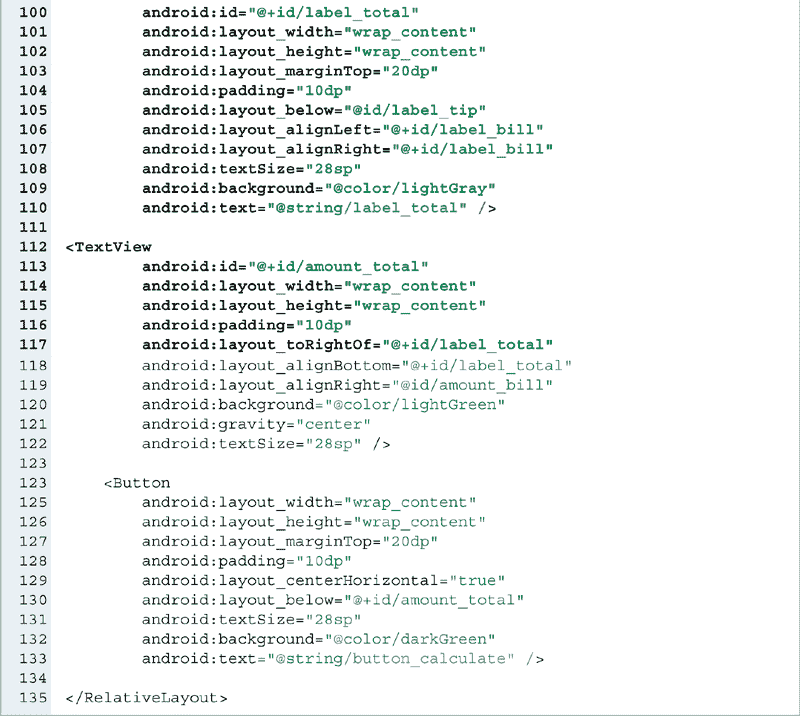 100 android:id="@+id/label_total"
101 android:layout_width="wrap_content"
102 android:layout_height="wrap_content"
103 android:layout_marginTop="20dp"
104 android:padding="10dp"
105 android:layout_below="@id/label_tip"
106 android:layout_alignLeft="@+id/label_bill"
107 android:layout_alignRight="@+id/label_bill"
108 android:textSize="28sp"
109 android:background="@color/lightGray"
110 android:text="@string/label_total" />
111
112 <TextView
113 android:id="@+id/amount_total"
114 android:layout_width="wrap_content"
115 android:layout_height="wrap_content"
116 android:padding="10dp"
117 android:layout_toRightOf="@+id/label_total"
118 android:layout_alignBottom="@+id/label_total"
119 android:layout_alignRight="@id/amount_bill"
120 android:background="@color/lightGreen"
121 android:gravity="center"
122 android:textSize="28sp" />
123
123 <Button
125 android:layout_width="wrap_content"
126 android:layout_height="wrap_content"
127 android:layout_marginTop="20dp"
128 android:padding="10dp"
129 android:layout_centerHorizontal="true"
130 android:layout_below="@+id/amount_total"
131 android:textSize="28sp"
132 android:background="@color/darkGreen"
133 android:text="@string/button_calculate" />
134
135 </RelativeLayout>